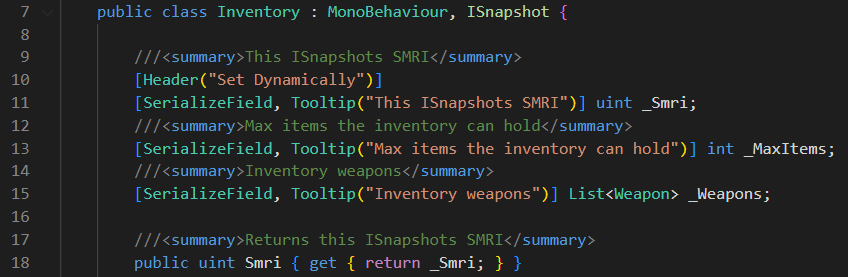 7 public class Inventory : MonoBehaviour, ISnapshot {
8
9 ///<summary>This ISnapshots SMRI</summary>
10 [Header("Set Dynamically")]
11 [SerializeField, Tooltip("This ISnapshots SMRI")] uint _Smri;
12 ///<summary>Max items the inventory can hold</summary>
13 [SerializeField, Tooltip("Max items the inventory can hold")] int _MaxItems;
14 ///<summary>Inventory weapons</summary>
15 [SerializeField, Tooltip("Inventory weapons")] List<Weapon> _Weapons;
16
17 ///<summary>Returns this ISnapshots SMRI</summary>
18 public uint Smri { get { return _Smri; } }